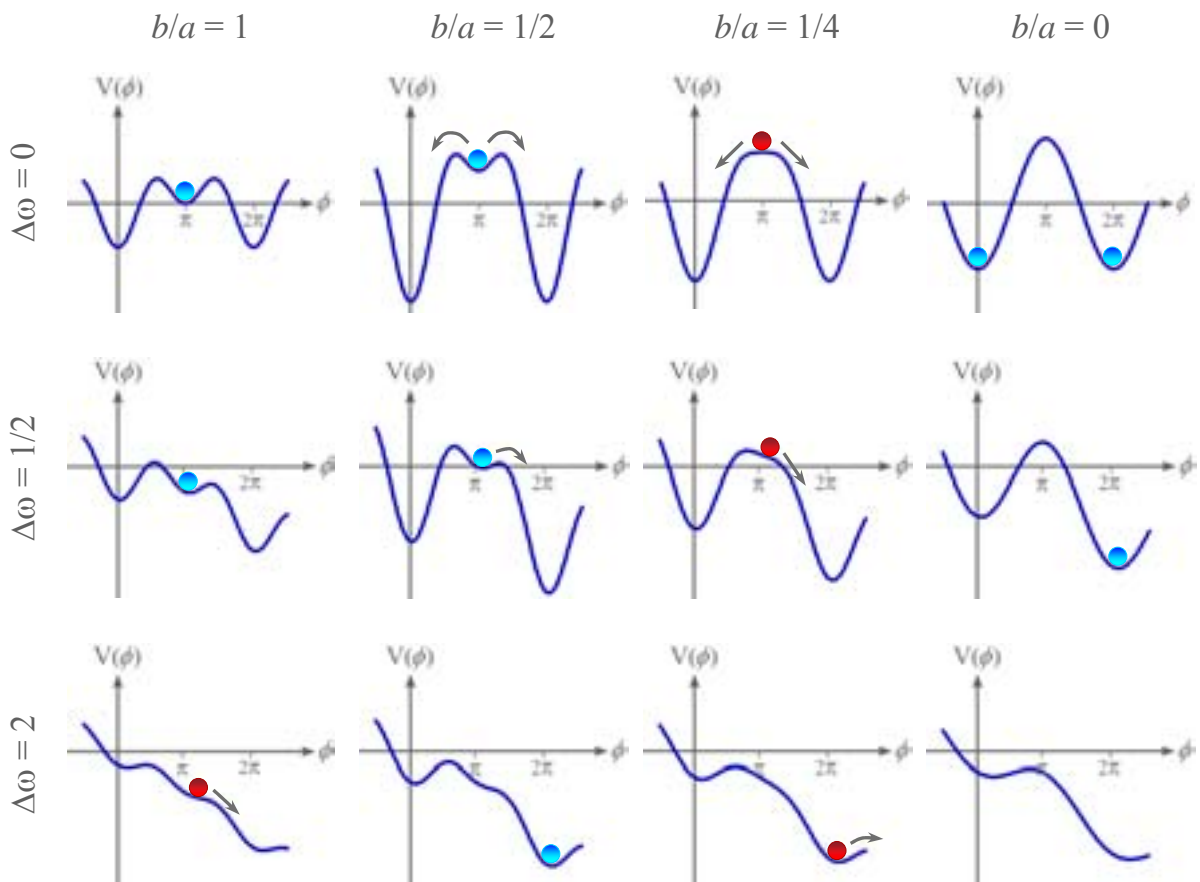 b/a = 1
b/a = 1/2
b/a = 1/4
b/a = 0
Δω = 0
V(ϕ)
π
2π
ϕ
V(ϕ)
π
2π
ϕ
V(ϕ)
π
2π
ϕ
V(ϕ)
π
2π
ϕ
Δω = 1/2
V(ϕ)
π
2π
ϕ
V(ϕ)
π
2π
ϕ
V(ϕ)
π
2π
ϕ
V(ϕ)
π
2π
ϕ
Δω = 2
V(ϕ)
π
2π
ϕ
V(ϕ)
π
2π
ϕ
V(ϕ)
π
2π
ϕ
V(ϕ)
π
2π
ϕ